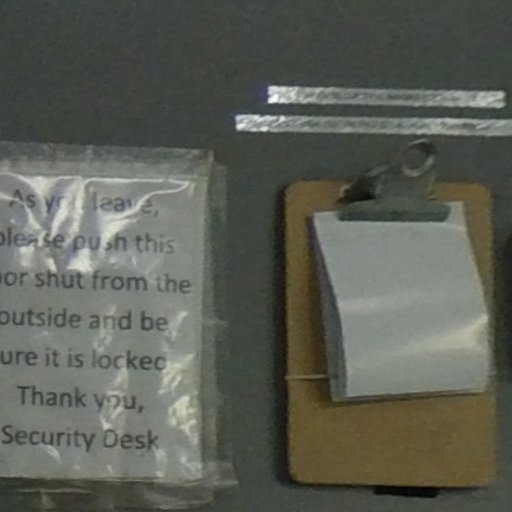 As you leave,
please push this
oor shut from the
outside and be
ure it is locked
Thank you,
Security Desk